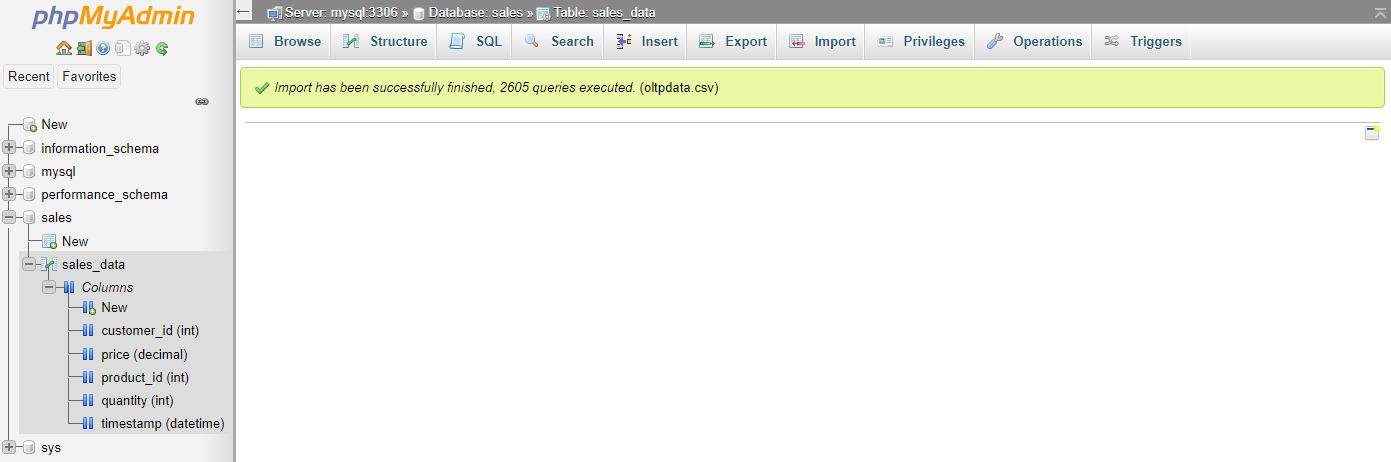 phpMyAdmin
Recent Favorites
New
information_schema
mysql
performance_schema
sales
New
sales_data
Columns
New
customer_id (int)
price (decimal)
product_id (int)
quantity (int)
timestamp (datetime)
sys
Server: mysql:3306 » Database: sales » Table: sales_data
Browse Structure SQL Search Insert Export Import Privileges Operations Triggers
Import has been successfully finished, 2605 queries executed. (oltpdata.csv)